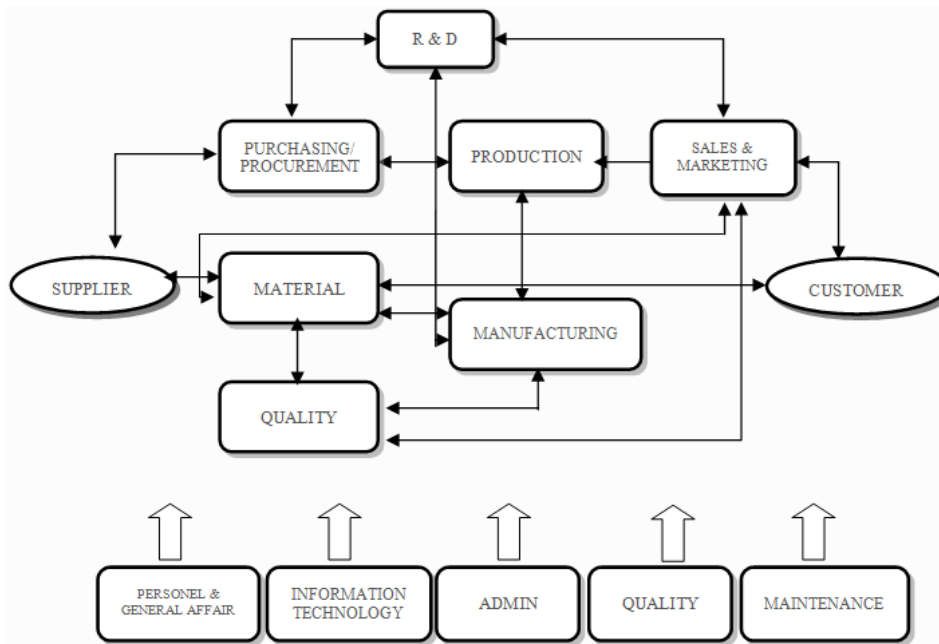 R & D
PURCHASING/
PROCUREMENT
PRODUCTION
SALES &
MARKETING
SUPPLIER
MATERIAL
CUSTOMER
MANUFACTURING
QUALITY
PERSONEL &
GENERAL AFFAIR
INFORMATION
TECHNOLOGY
ADMIN
QUALITY
MAINTENANCE